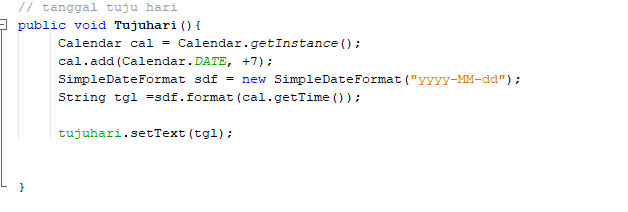 // tanggal tuju hari
public void Tujuhari(){
Calendar cal = Calendar.getInstance();
cal.add(Calendar.DATE, +7);
SimpleDateFormat sdf = new SimpleDateFormat("yyyy-MM-dd");
String tgl =sdf.format(cal.getTime());
tujuhari.setText(tgl);
}